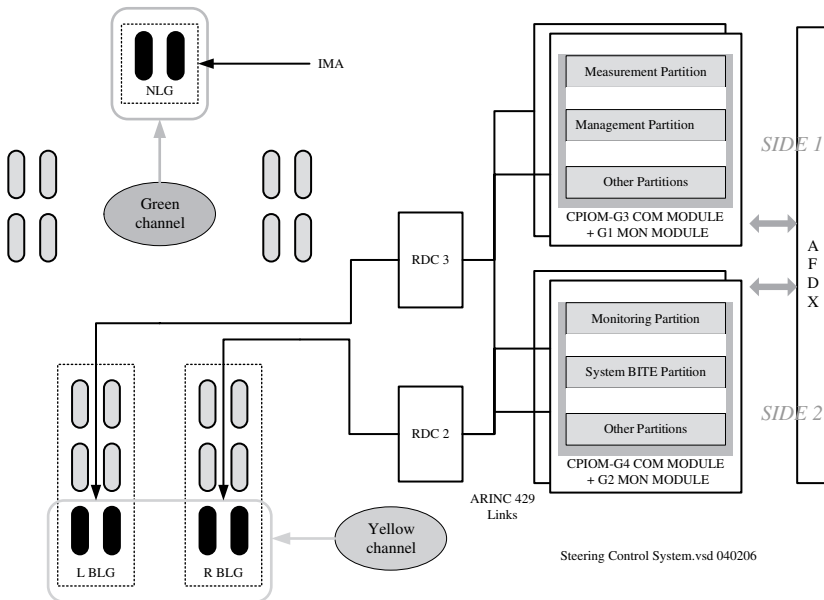 IMA
NLG
Green
channel
Measurement Partition
Management Partition
Other Partitions
CPIOM-G3 COM MODULE
+ G1 MON MODULE
SIDE 1
A
F
D
X
RDC 3
Monitoring Partition
System BITE Partition
Other Partitions
CPIOM-G4 COM MODULE
+ G2 MON MODULE
SIDE 2
RDC 2
ARINC 429
Links
Yellow
channel
L BLG
R BLG
Steering Control System.vsd 040206